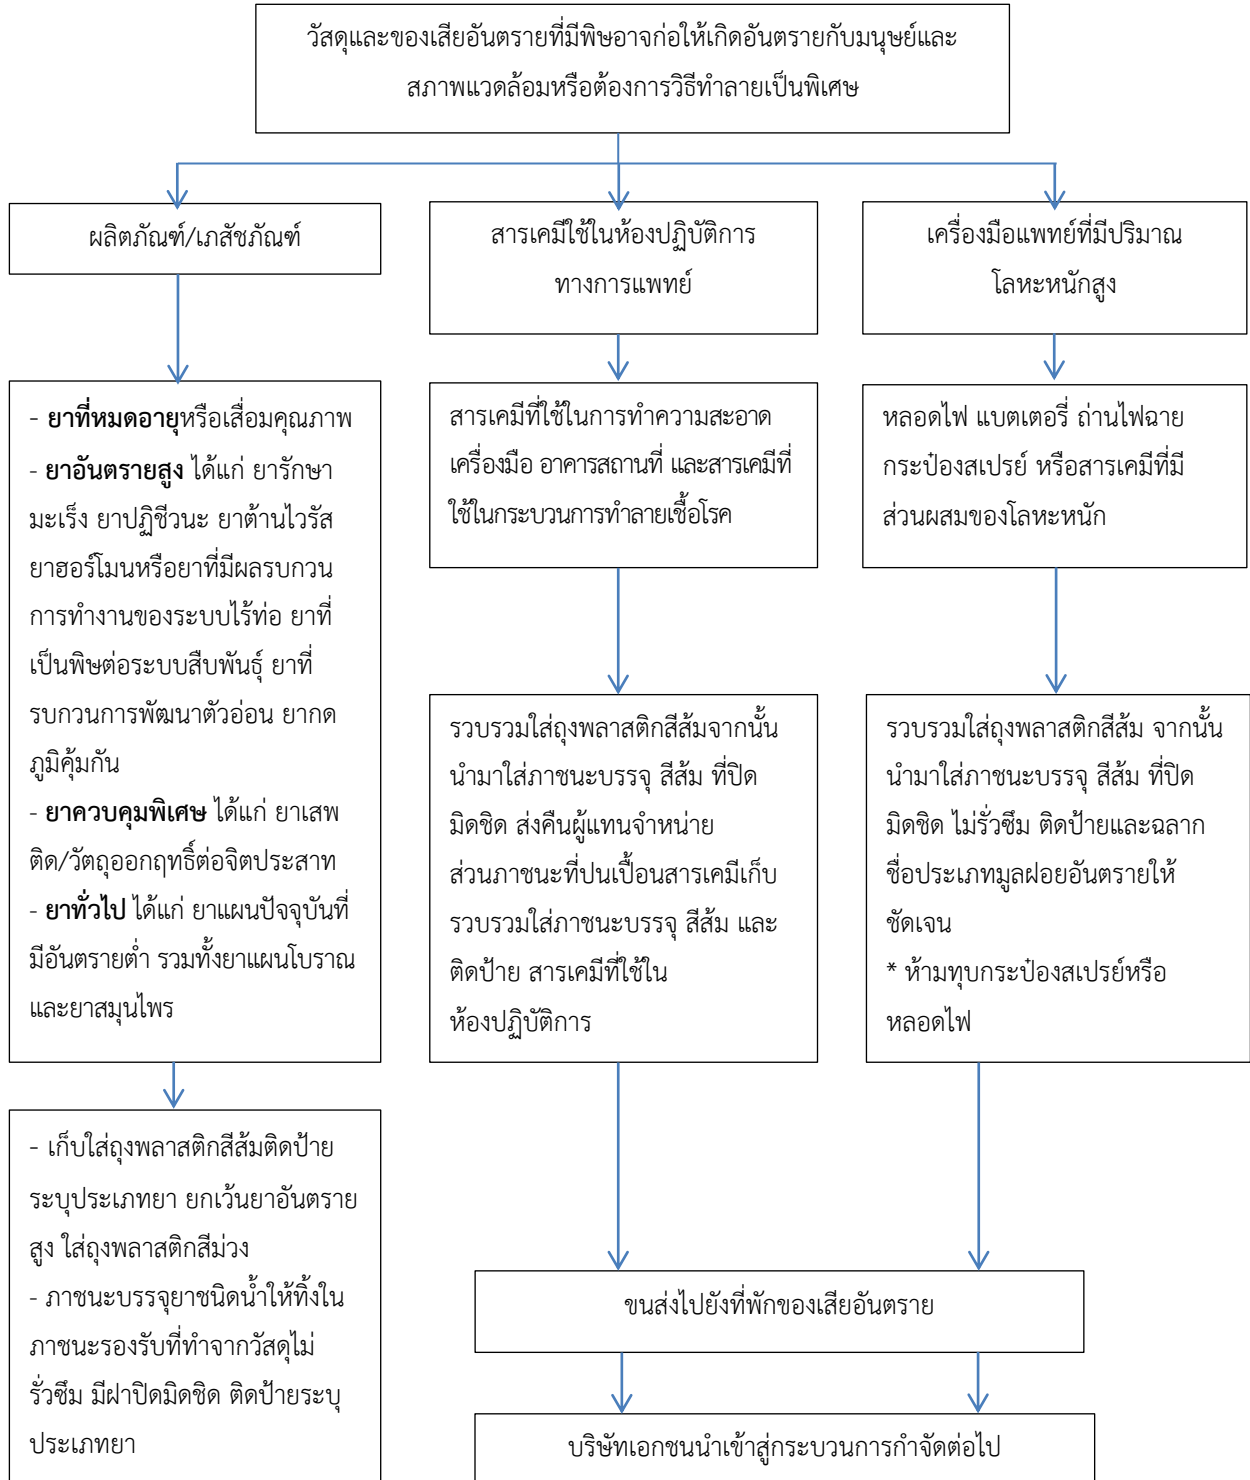 วัสดุและของเสียอันตรายที่มีพิษอาจก่อให้เกิดอันตรายกับมนุษย์และ
สภาพแวดล้อมหรือต้องการวิธีทำลายเป็นพิเศษ
ผลิตภัณฑ์/เภสัชภัณฑ์
สารเคมีใช้ในห้องปฏิบัติการ
ทางการแพทย์
เครื่องมือแพทย์ที่มีปริมาณ
โลหะหนักสูง
- ยาที่หมดอายุหรือเสื่อมคุณภาพ
- ยาอันตรายสูง ได้แก่ ยารักษา
มะเร็ง ยาปฏิชีวนะ ยาต้านไวรัส
ยาฮอร์โมนหรือยาที่มีผลรบกวน
การทำงานของระบบไร้ท่อ ยาที่
เป็นพิษต่อระบบสืบพันธุ์ ยาที่
รบกวนการพัฒนาตัวอ่อน ยากด
ภูมิคุ้มกัน
- ยาควบคุมพิเศษ ได้แก่ ยาเสพ
ติด/วัตถุออกฤทธิ์ต่อจิตประสาท
- ยาทั่วไป ได้แก่ ยาแผนปัจจุบันที่
มีอันตรายต่ำ รวมทั้งยาแผนโบราณ
และยาสมุนไพร
สารเคมีที่ใช้ในการทำความสะอาด
เครื่องมือ อาคารสถานที่ และสารเคมีที่
ใช้ในกระบวนการทำลายเชื้อโรค
หลอดไฟ แบตเตอรี่ ถ่านไฟฉาย
กระป๋องสเปรย์ หรือสารเคมีที่มี
ส่วนผสมของโลหะหนัก
รวบรวมใส่ถุงพลาสติกสีส้มจากนั้น
นำมาใส่ภาชนะบรรจุ สีส้ม ที่ปิด
มิดชิด ส่งคืนผู้แทนจำหน่าย
ส่วนภาชนะที่ปนเปื้อนสารเคมีเก็บ
รวบรวมใส่ภาชนะบรรจุ สีส้ม และ
ติดป้าย สารเคมีที่ใช้ใน
ห้องปฏิบัติการ
รวบรวมใส่ถุงพลาสติกสีส้ม จากนั้น
นำมาใส่ภาชนะบรรจุ สีส้ม ที่ปิด
มิดชิด ไม่รั่วซึม ติดป้ายและฉลาก
ชื่อประเภทมูลฝอยอันตรายให้
ชัดเจน
* ห้ามทุบกระป๋องสเปรย์หรือ
หลอดไฟ
- เก็บใส่ถุงพลาสติกสีส้มติดป้าย
ระบุประเภทยา ยกเว้นยาอันตราย
สูง ใส่ถุงพลาสติกสีม่วง
- ภาชนะบรรจุยาชนิดน้ำให้ทิ้งใน
ภาชนะรองรับที่ทำจากวัสดุไม่
รั่วซึม มีฝาปิดมิดชิด ติดป้ายระบุ
ประเภทยา
ขนส่งไปยังที่พักของเสียอันตราย
บริษัทเอกชนนำเข้าสู่กระบวนการกำจัดต่อไป